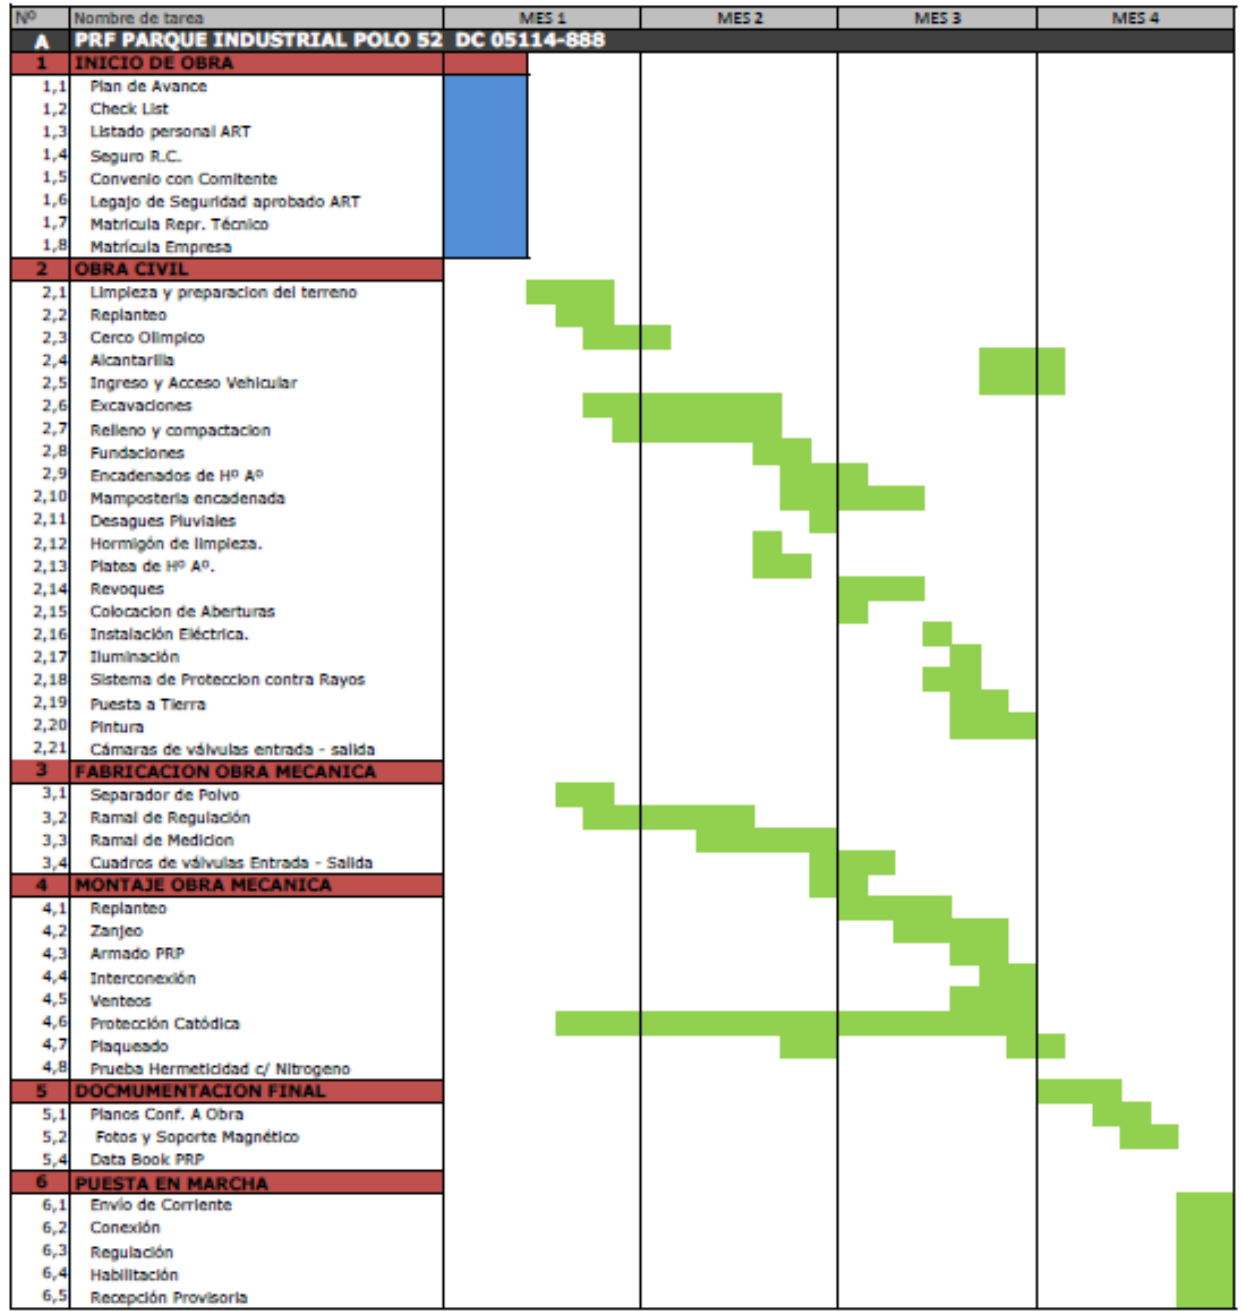 Nº Nombre de tarea MES 1 MES 2 MES 3 MES 4
A PRF PARQUE INDUSTRIAL POLO 52 DC 05114-888
1 INICIO DE OBRA
1,1 Plan de Avance
1,2 Check List
1,3 Listado personal ART
1,4 Seguro R.C.
1,5 Convenio con Comitente
1,6 Legajo de Seguridad aprobado ART
1,7 Matricula Repr. Técnico
1,8 Matrícula Empresa
2 OBRA CIVIL
2,1 Limpieza y preparacion del terreno
2,2 Replanteo
2,3 Cerco Olimpico
2,4 Alcantarilla
2,5 Ingreso y Acceso Vehicular
2,6 Excavaciones
2,7 Relleno y compactacion
2,8 Fundaciones
2,9 Encadenados de Hº Aº
2,10 Mamposteria encadenada
2,11 Desagues Pluviales
2,12 Hormigón de limpieza.
2,13 Platea de Hº Aº.
2,14 Revoques
2,15 Colocacion de Aberturas
2,16 Instalación Eléctrica.
2,17 Iluminación
2,18 Sistema de Proteccion contra Rayos
2,19 Puesta a Tierra
2,20 Pintura
2,21 Cámaras de válvulas entrada - salida
3 FABRICACION OBRA MECANICA
3,1 Separador de Polvo
3,2 Ramal de Regulación
3,3 Ramal de Medicion
3,4 Cuadros de válvulas Entrada - Salida
4 MONTAJE OBRA MECANICA
4,1 Replanteo
4,2 Zanjeo
4,3 Armado PRP
4,4 Interconexión
4,5 Venteos
4,6 Protección Catódica
4,7 Plaqueado
4,8 Prueba Hermeticidad c/ Nitrogeno
5 DOCMUMENTACION FINAL
5,1 Planos Conf. A Obra
5,2 Fotos y Soporte Magnético
5,4 Data Book PRP
6 PUESTA EN MARCHA
6,1 Envío de Corriente
6,2 Conexión
6,3 Regulación
6,4 Habilitación
6,5 Recepción Provisoria